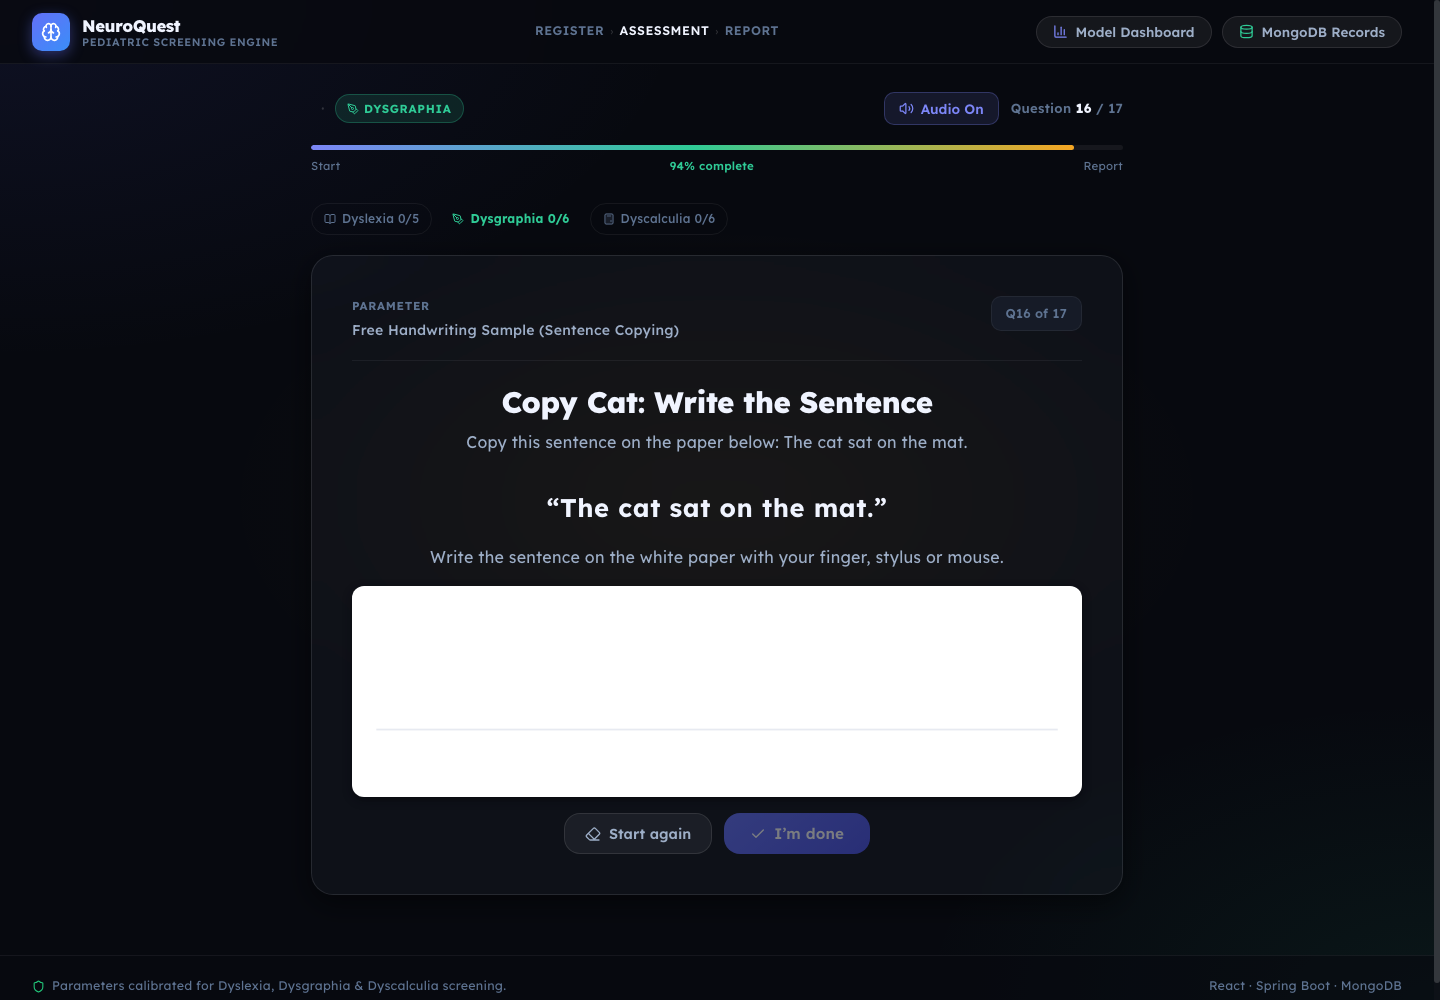 NeuroQuest
PEDIATRIC SCREENING ENGINE
REGISTER › ASSESSMENT › REPORT
Model Dashboard
MongoDB Records
DYSGRAPHIA
Audio On
Question 16 / 17
Start
94% complete
Report
Dyslexia 0/5
Dysgraphia 0/6
Dyscalculia 0/6
PARAMETER
Free Handwriting Sample (Sentence Copying)
Q16 of 17
Copy Cat: Write the Sentence
Copy this sentence on the paper below: The cat sat on the mat.
“The cat sat on the mat.”
Write the sentence on the white paper with your finger, stylus or mouse.
Start again
I’m done
Parameters calibrated for Dyslexia, Dysgraphia & Dyscalculia screening.
React · Spring Boot · MongoDB